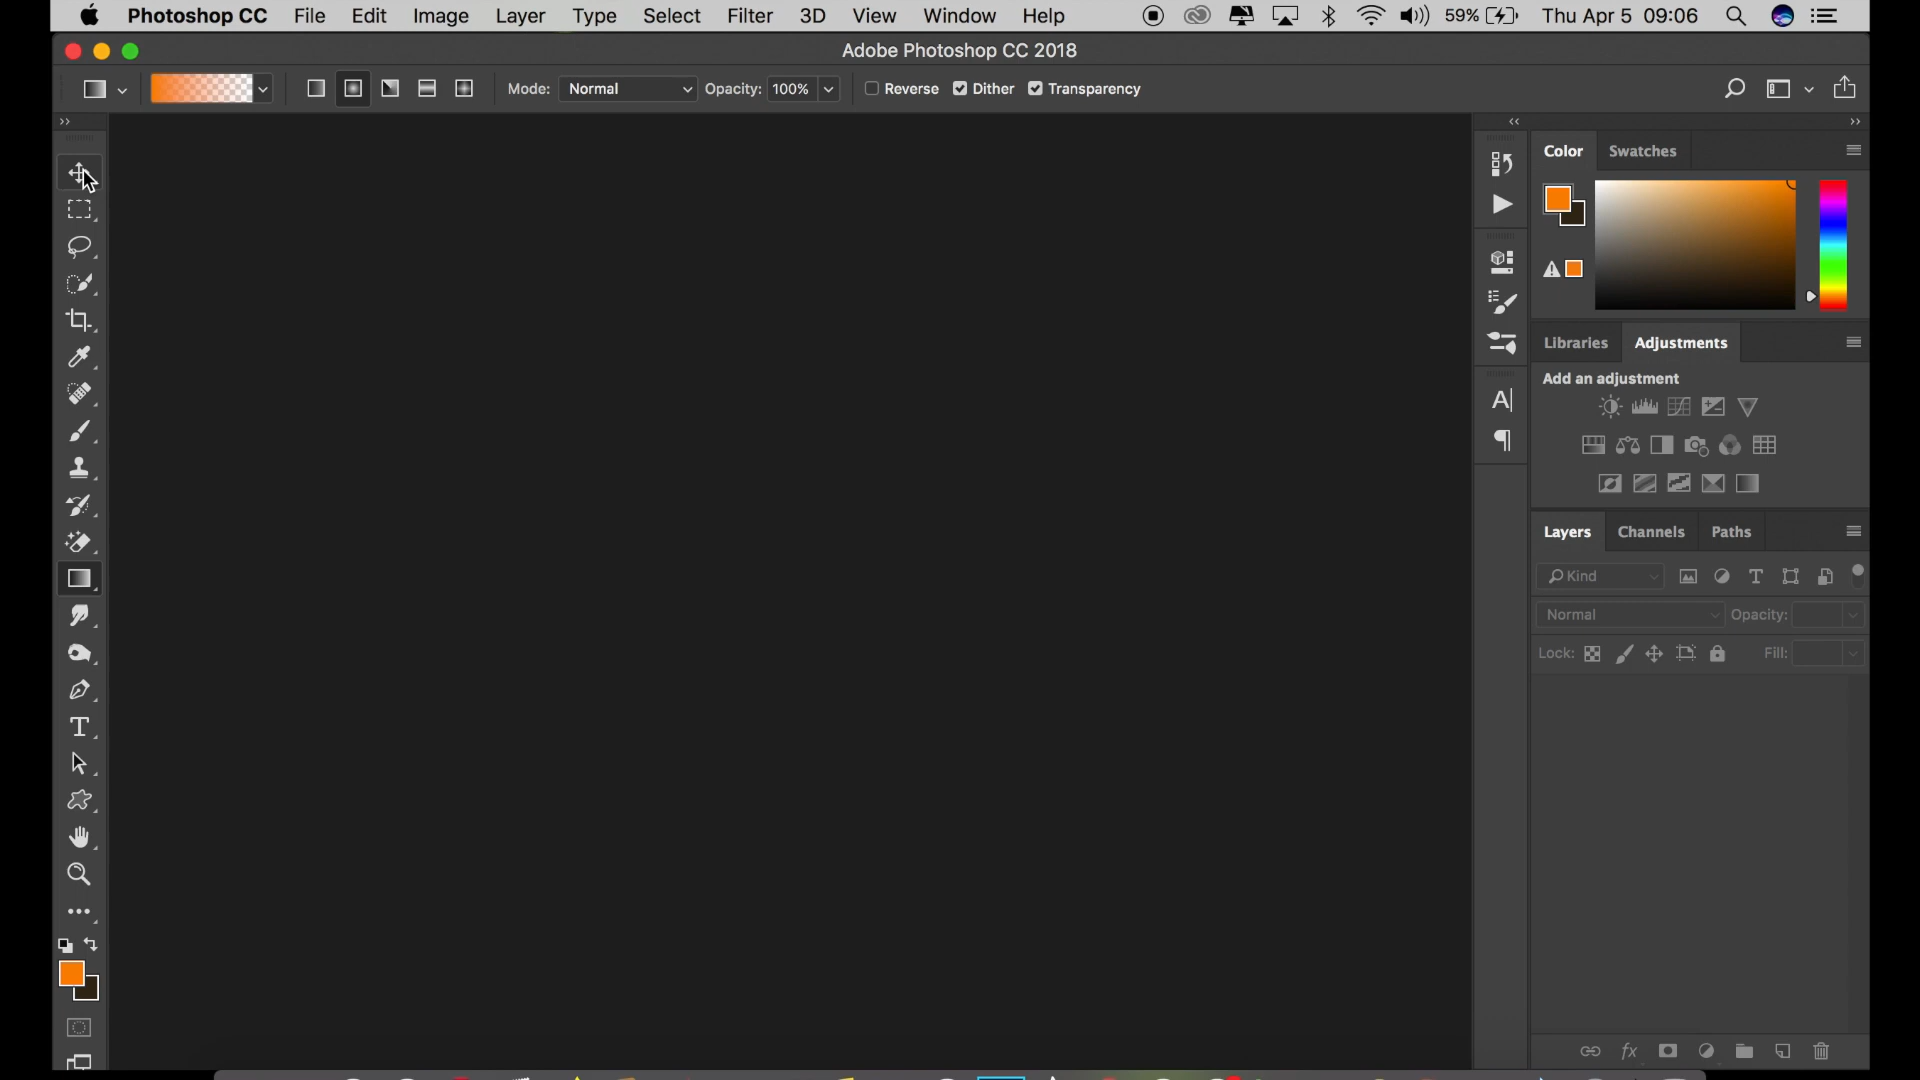 Photoshop CC File Edit Image Layer Type Select Filter 3D View Window Help 59% Thu Apr 5 09:06
Adobe Photoshop CC 2018
Mode: Normal Opacity: 100% Reverse Dither Transparency
Color Swatches
Libraries Adjustments
Add an adjustment
Layers Channels Paths
Kind
Normal Opacity:
Lock: Fill: